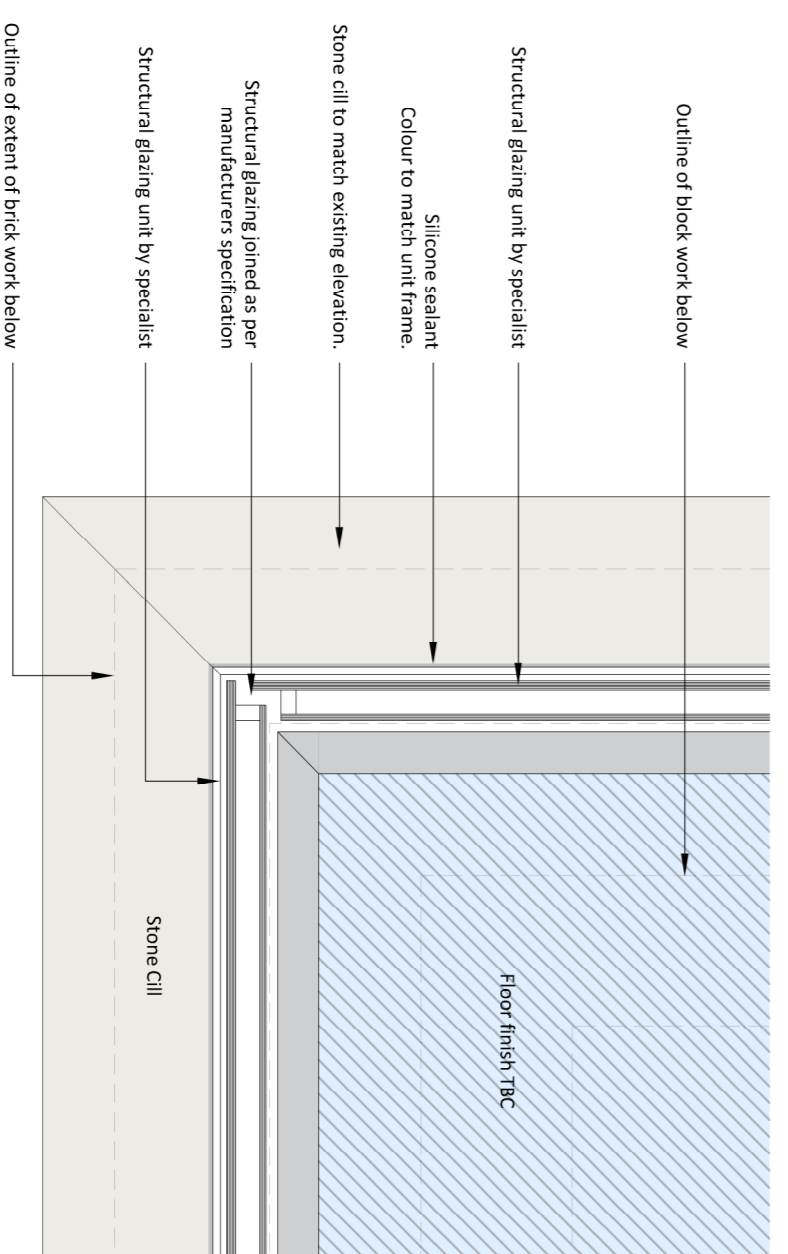 Outline of block work below
Structural glazing unit by specialist
Silicone sealant
Colour to match unit frame.
Stone cill to match existing elevation.
Structural glazing joined as per
manufacturers specification
Structural glazing unit by specialist
Outline of extent of brick work below
Floor finish TBC
Stone Cill